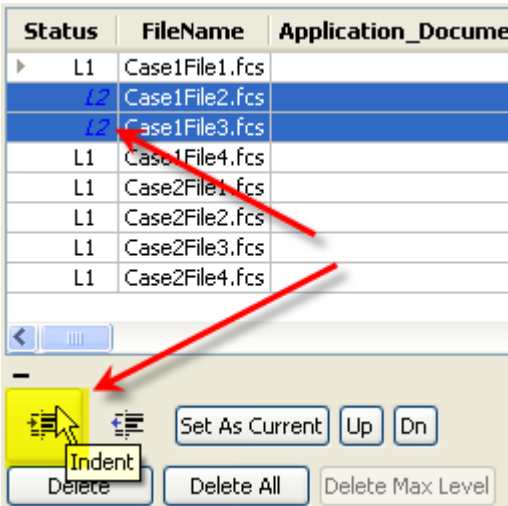 Status FileName Application_Docume
L1 Case1File1.fcs
L2 Case1File2.fcs
L2 Case1File3.fcs
L1 Case1File4.fcs
L1 Case2File1.fcs
L1 Case2File2.fcs
L1 Case2File3.fcs
L1 Case2File4.fcs
Set As Current Up Dn
Indent
Delete Delete All Delete Max Level